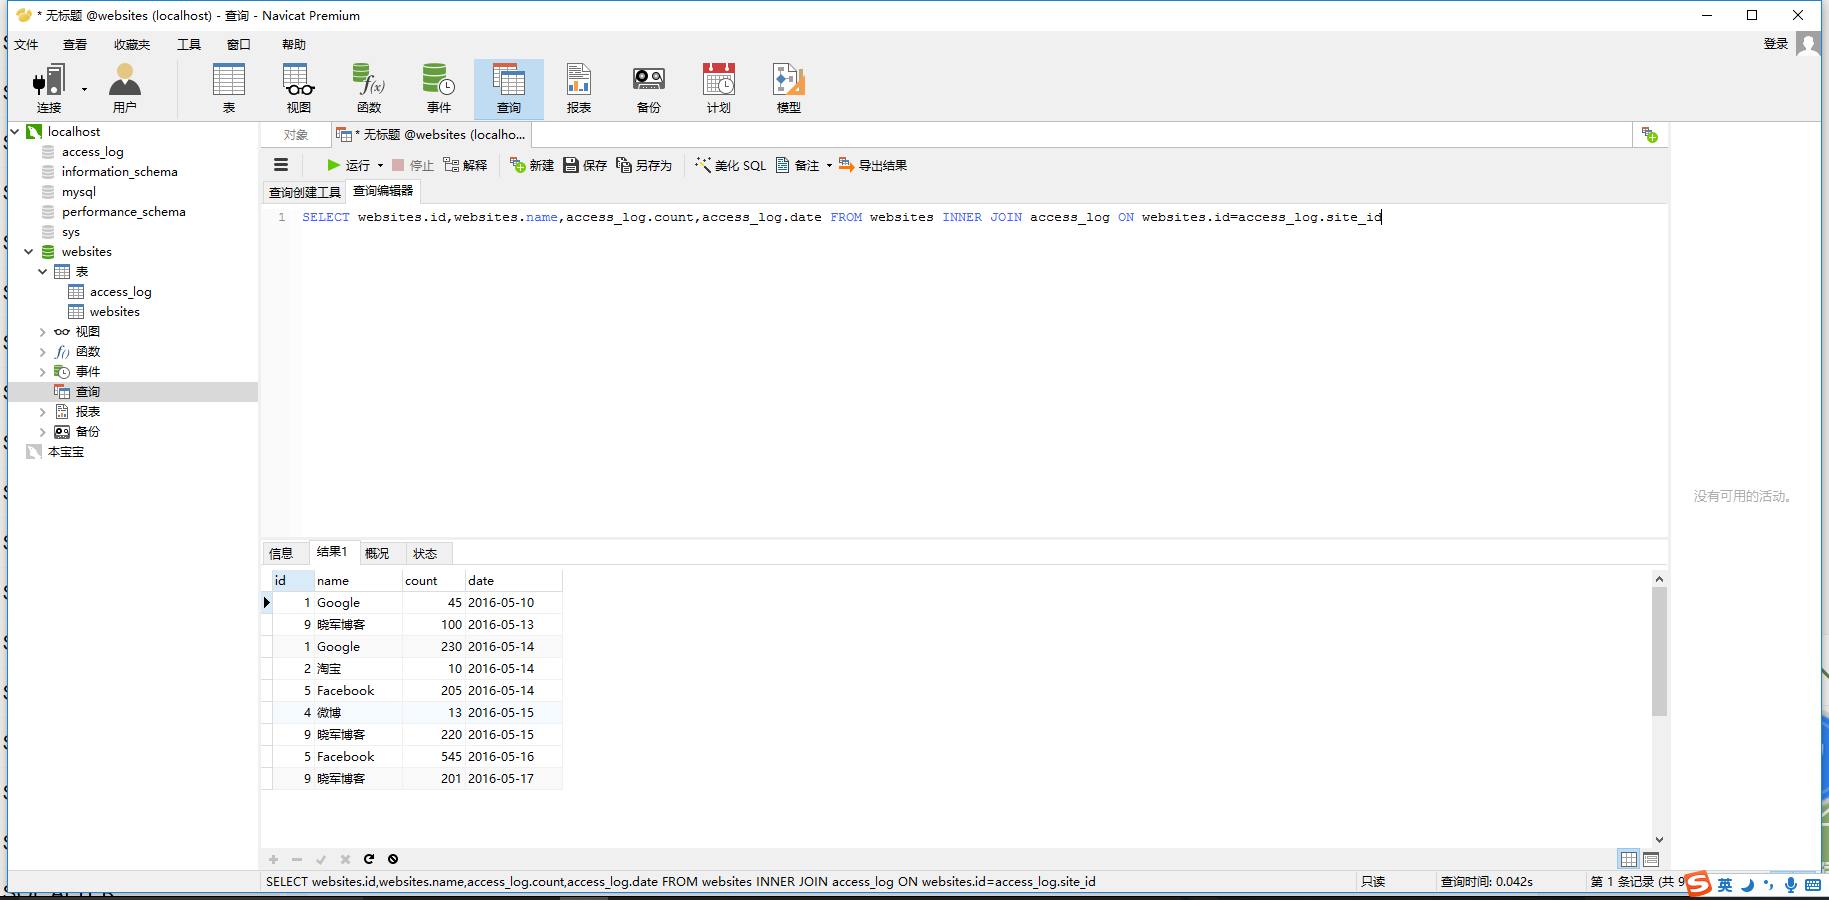 * 无标题 @websites (localhost) - 查询 - Navicat Premium
文件 查看 收藏夹 工具 窗口 帮助 登录
连接 用户 表 视图 函数 事件 查询 报表 备份 计划 模型
localhost
access_log
information_schema
mysql
performance_schema
sys
websites
表
access_log
websites
视图
函数
事件
查询
报表
备份
本宝宝
对象 * 无标题 @websites (localho...
运行 停止 解释 新建 保存 另存为 美化 SQL 备注 导出结果
查询创建工具 查询编辑器
1 SELECT websites.id,websites.name,access_log.count,access_log.date FROM websites INNER JOIN access_log ON websites.id=access_log.site_id
没有可用的活动。
信息 结果1 概况 状态
id name count date
1 Google 45 2016-05-10
9 晓军博客 100 2016-05-13
1 Google 230 2016-05-14
2 淘宝 10 2016-05-14
5 Facebook 205 2016-05-14
4 微博 13 2016-05-15
9 晓军博客 220 2016-05-15
5 Facebook 545 2016-05-16
9 晓军博客 201 2016-05-17
SELECT websites.id,websites.name,access_log.count,access_log.date FROM websites INNER JOIN access_log ON websites.id=access_log.site_id 只读 查询时间: 0.042s 第 1 条记录 (共 9
英